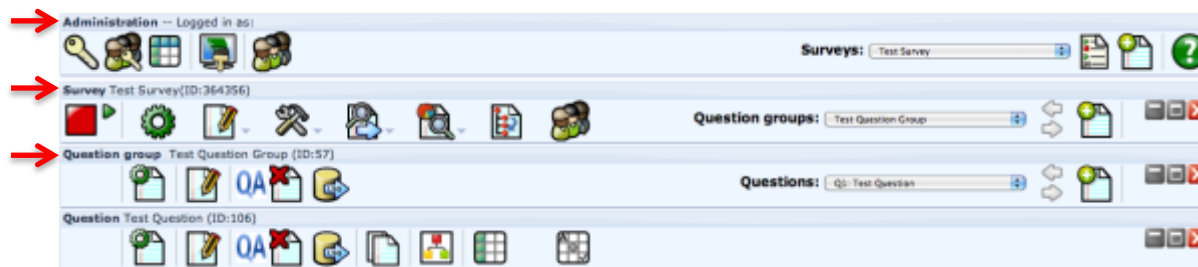 Administration -- Logged in as:
Surveys: Test Survey
Survey Test Survey(ID:364356)
Question groups: Test Question Group
Question group Test Question Group (ID:57)
QA
Questions: Q1: Test Question
Question Test Question (ID:106)
QA